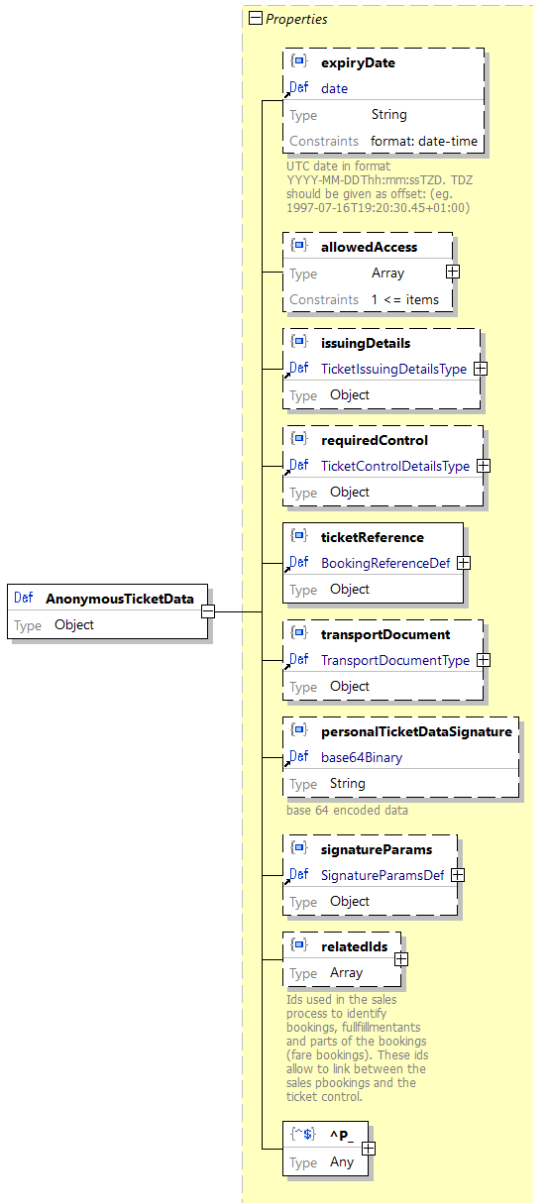 Properties
expiryDate
Def date
Type String
Constraints format: date-time
UTC date in format
YYYY-MM-DDThh:mm:ssTZD. TDZ
should be given as offset: (eg.
1997-07-16T19:20:30.45+01:00)
allowedAccess
Type Array
Constraints 1 <= items
issuingDetails
Def TicketIssuingDetailsType
Type Object
requiredControl
Def TicketControlDetailsType
Type Object
ticketReference
Def BookingReferenceDef
Type Object
Def AnonymousTicketData
Type Object
transportDocument
Def TransportDocumentType
Type Object
personalTicketDataSignature
Def base64Binary
Type String
base 64 encoded data
signatureParams
Def SignatureParamsDef
Type Object
relatedIds
Type Array
Ids used in the sales
process to identify
bookings, fullfillmentants
and parts of the bookings
(fare bookings). These ids
allow to link between the
sales pbookings and the
ticket control.
{^$} ^P_
Type Any